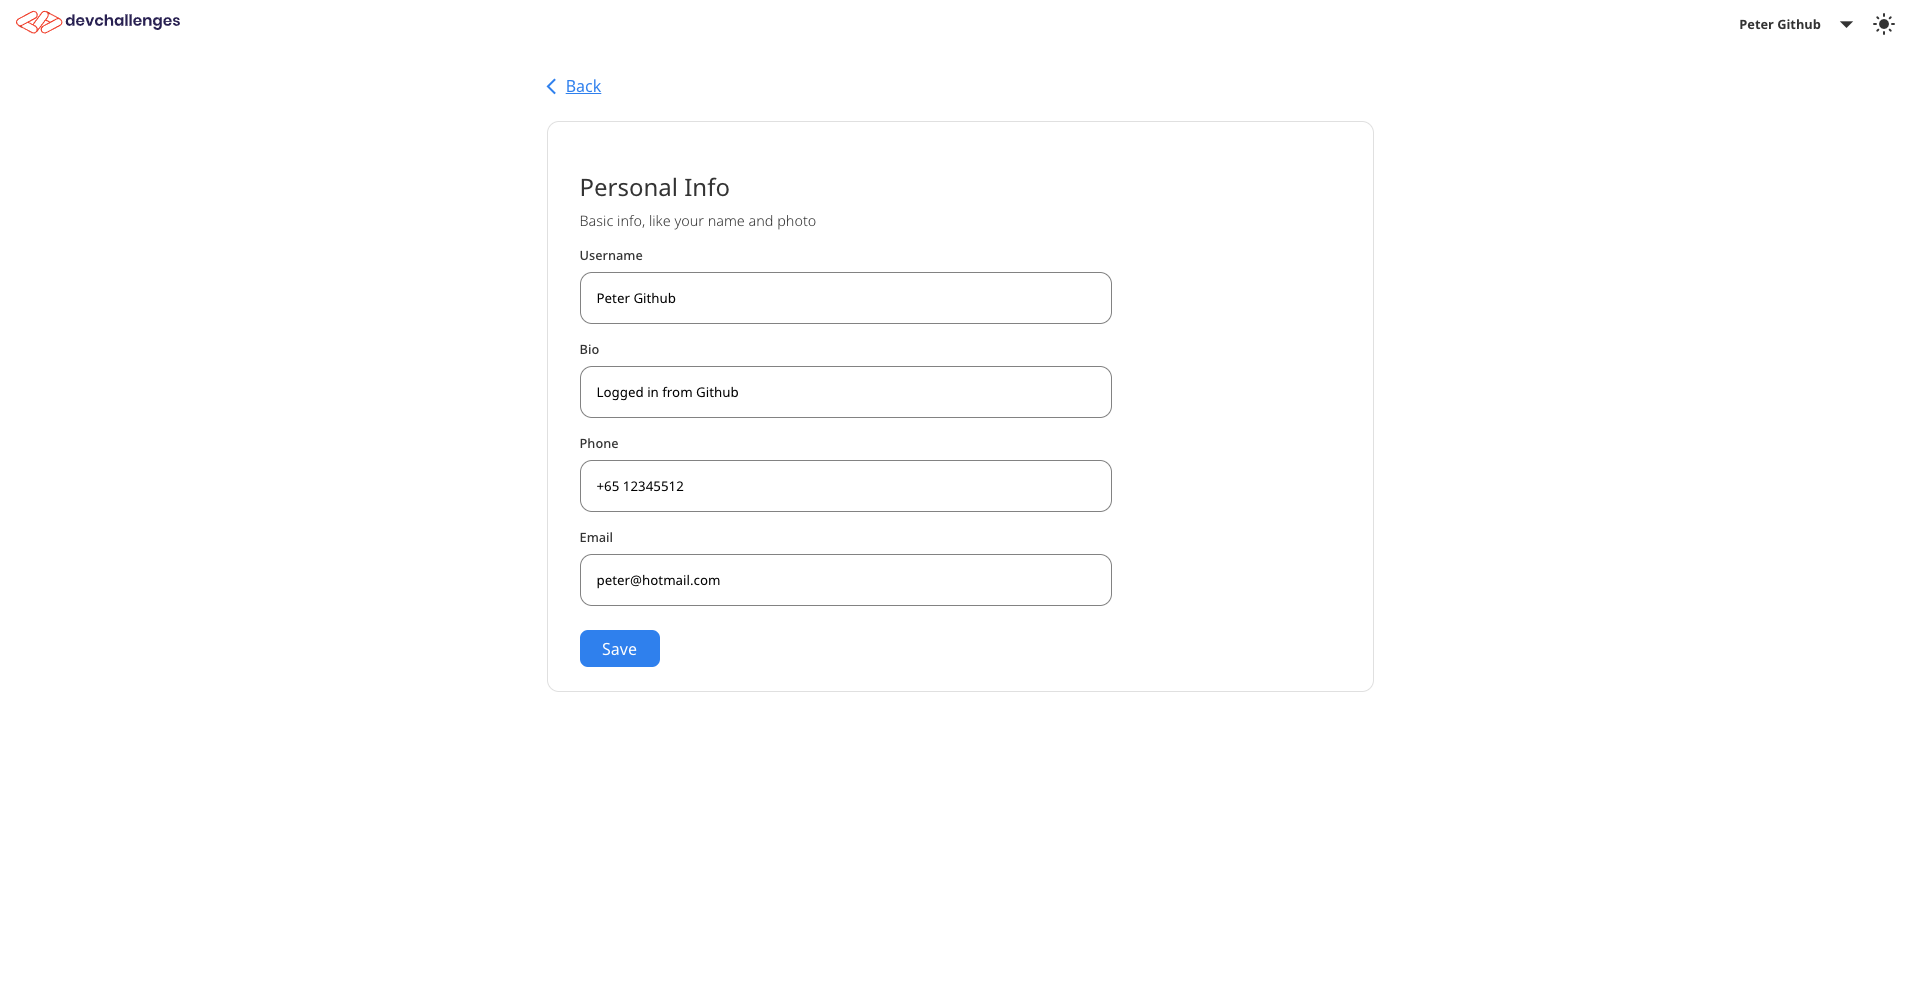 devchallenges
Peter Github
Back
Personal Info
Basic info, like your name and photo
Username
Peter Github
Bio
Logged in from Github
Phone
+65 12345512
Email
peter@hotmail.com
Save